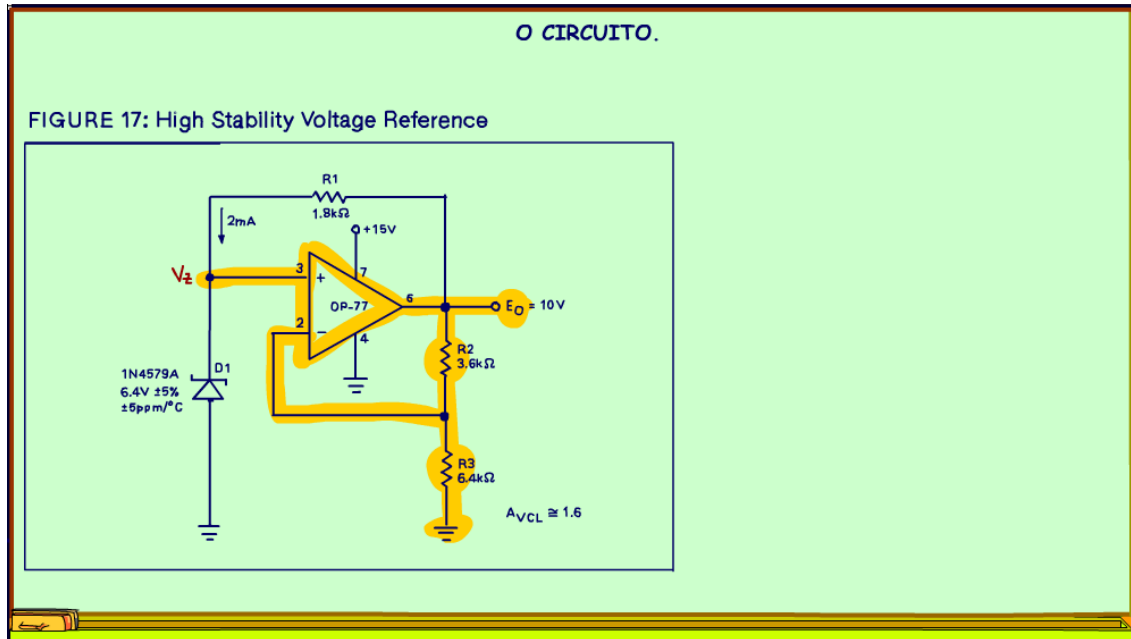 O CIRCUITO.
FIGURE 17: High Stability Voltage Reference
R1
1.8kΩ
2mA
+15V
Vz
3
+
7
OP-77
6
E₀ = 10V
2
−
4
R2
3.6kΩ
1N4579A
6.4V ±5%
±5ppm/°C
D1
R3
6.4kΩ
AVCL ≅ 1.6